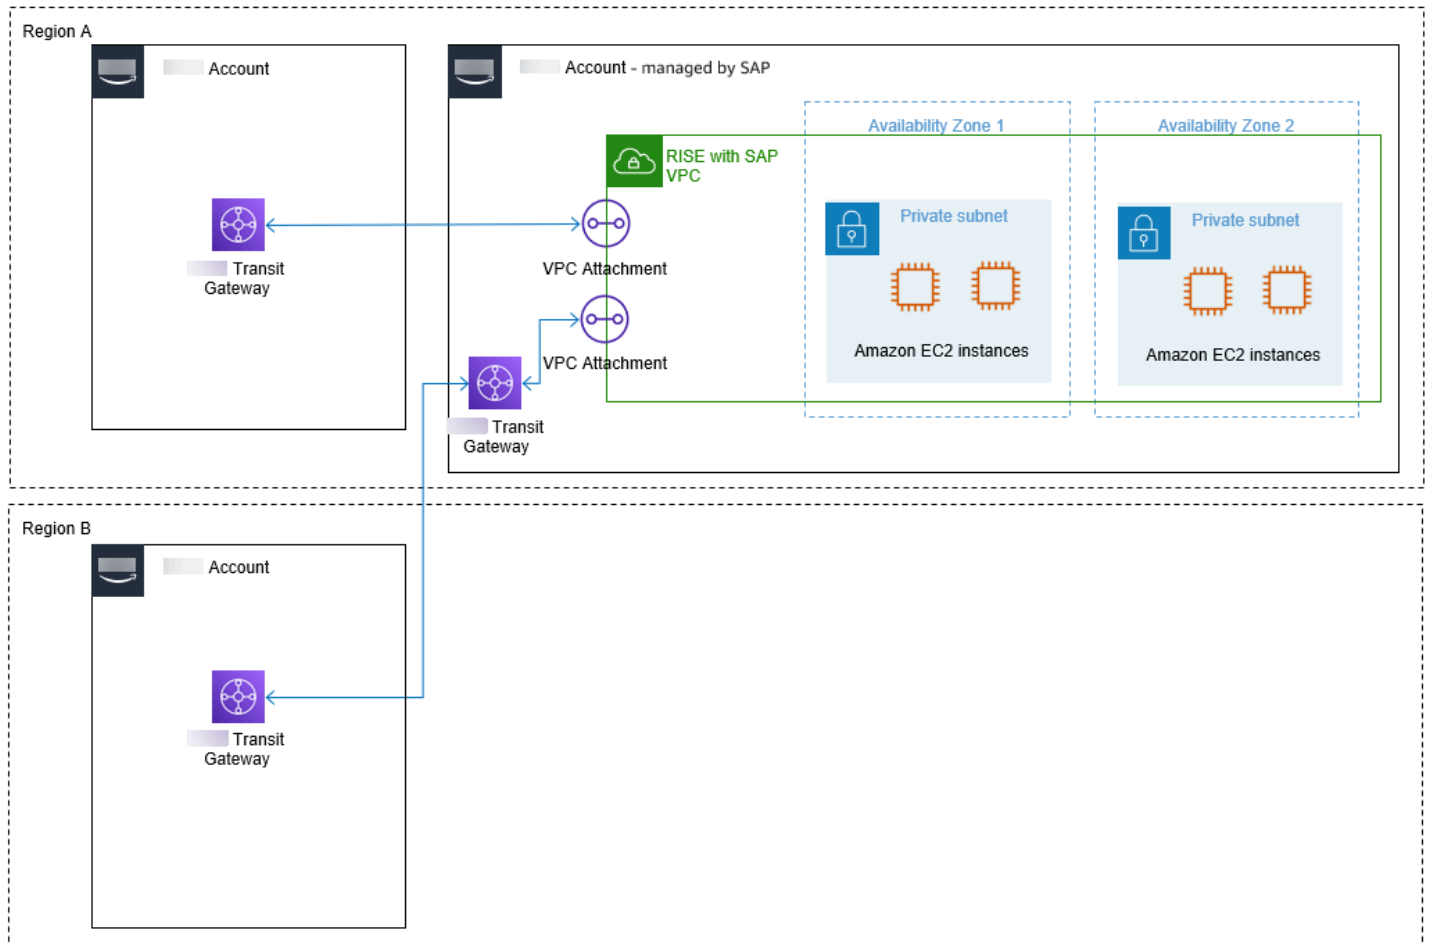 Region A
Account
Account - managed by SAP
Availability Zone 1
Availability Zone 2
RISE with SAP
VPC
Private subnet
Private subnet
Transit
Gateway
VPC Attachment
VPC Attachment
Amazon EC2 instances
Amazon EC2 instances
Transit
Gateway
Region B
Account
Transit
Gateway